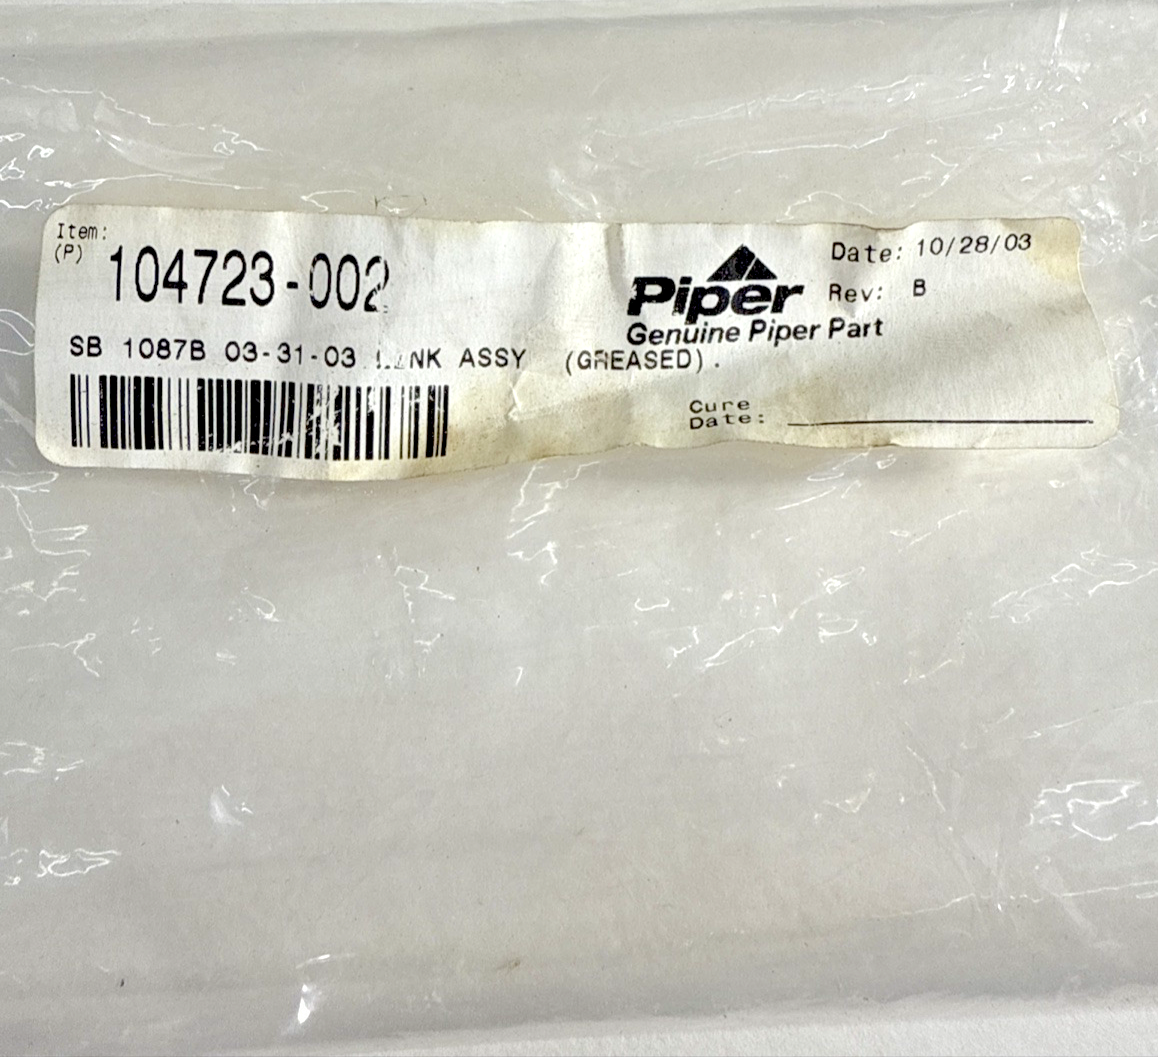 Item:
(P) 104723-002
Piper
Genuine Piper Part
Date: 10/28/03
Rev: B
SB 1087B 03-31-03 LINK ASSY (GREASED).
Cure
Date: